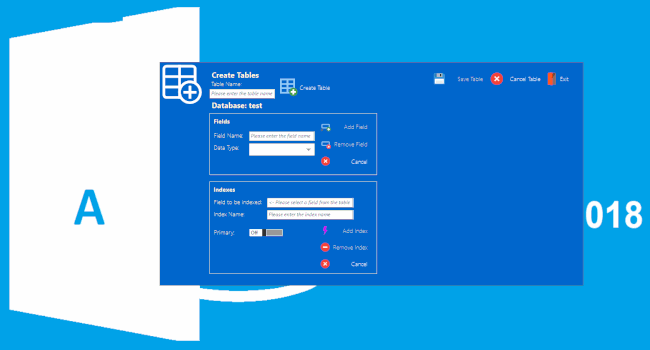 Create Tables
Table Name:
Please enter the table name
Create Table
Save Table
Cancel Table
Exit
Database: test
Fields
Field Name:
Please enter the field name
Data Type:
Add Field
Remove Field
Cancel
Indexes
Field to be indexed:
<--Please select a field from the table
Index Name:
Please enter the index name
Primary:
Off
Add Index
Remove Index
Cancel
A
018